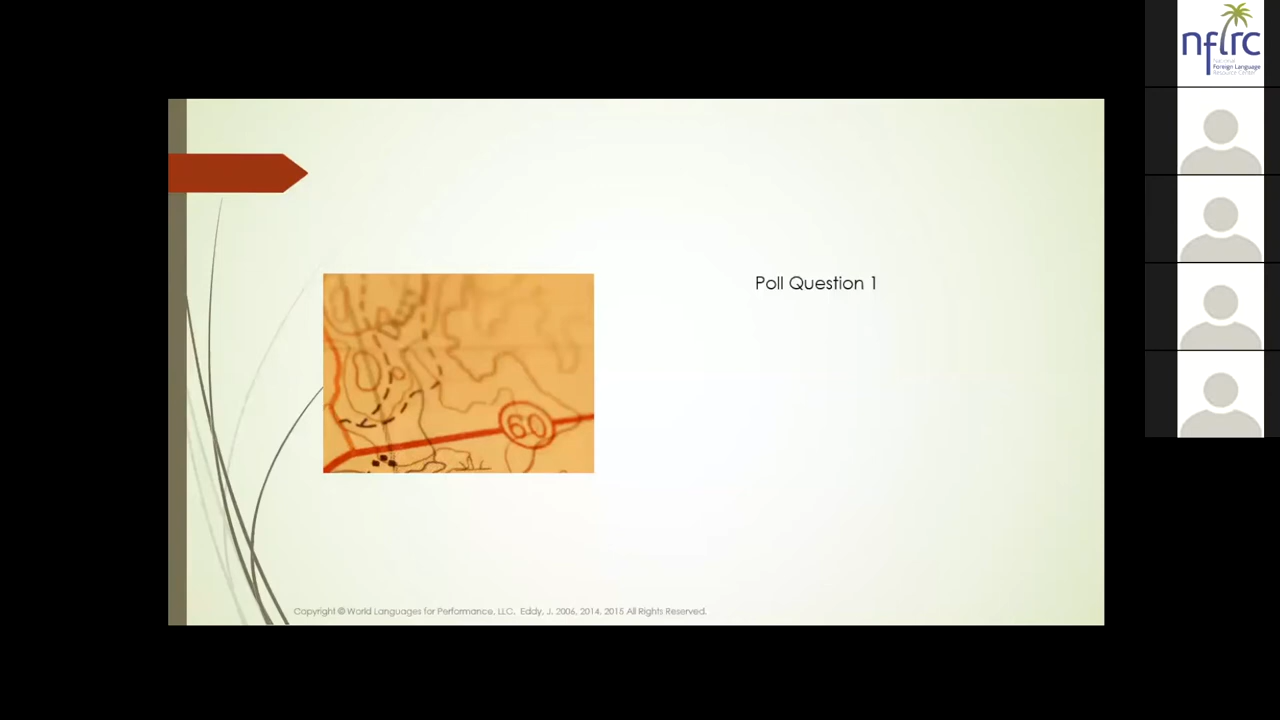 nflrc
National
Foreign Language
Resource Center
Poll Question 1
60
Copyright © World Languages for Performance, LLC. Eddy, J. 2006, 2014, 2015 All Rights Reserved.